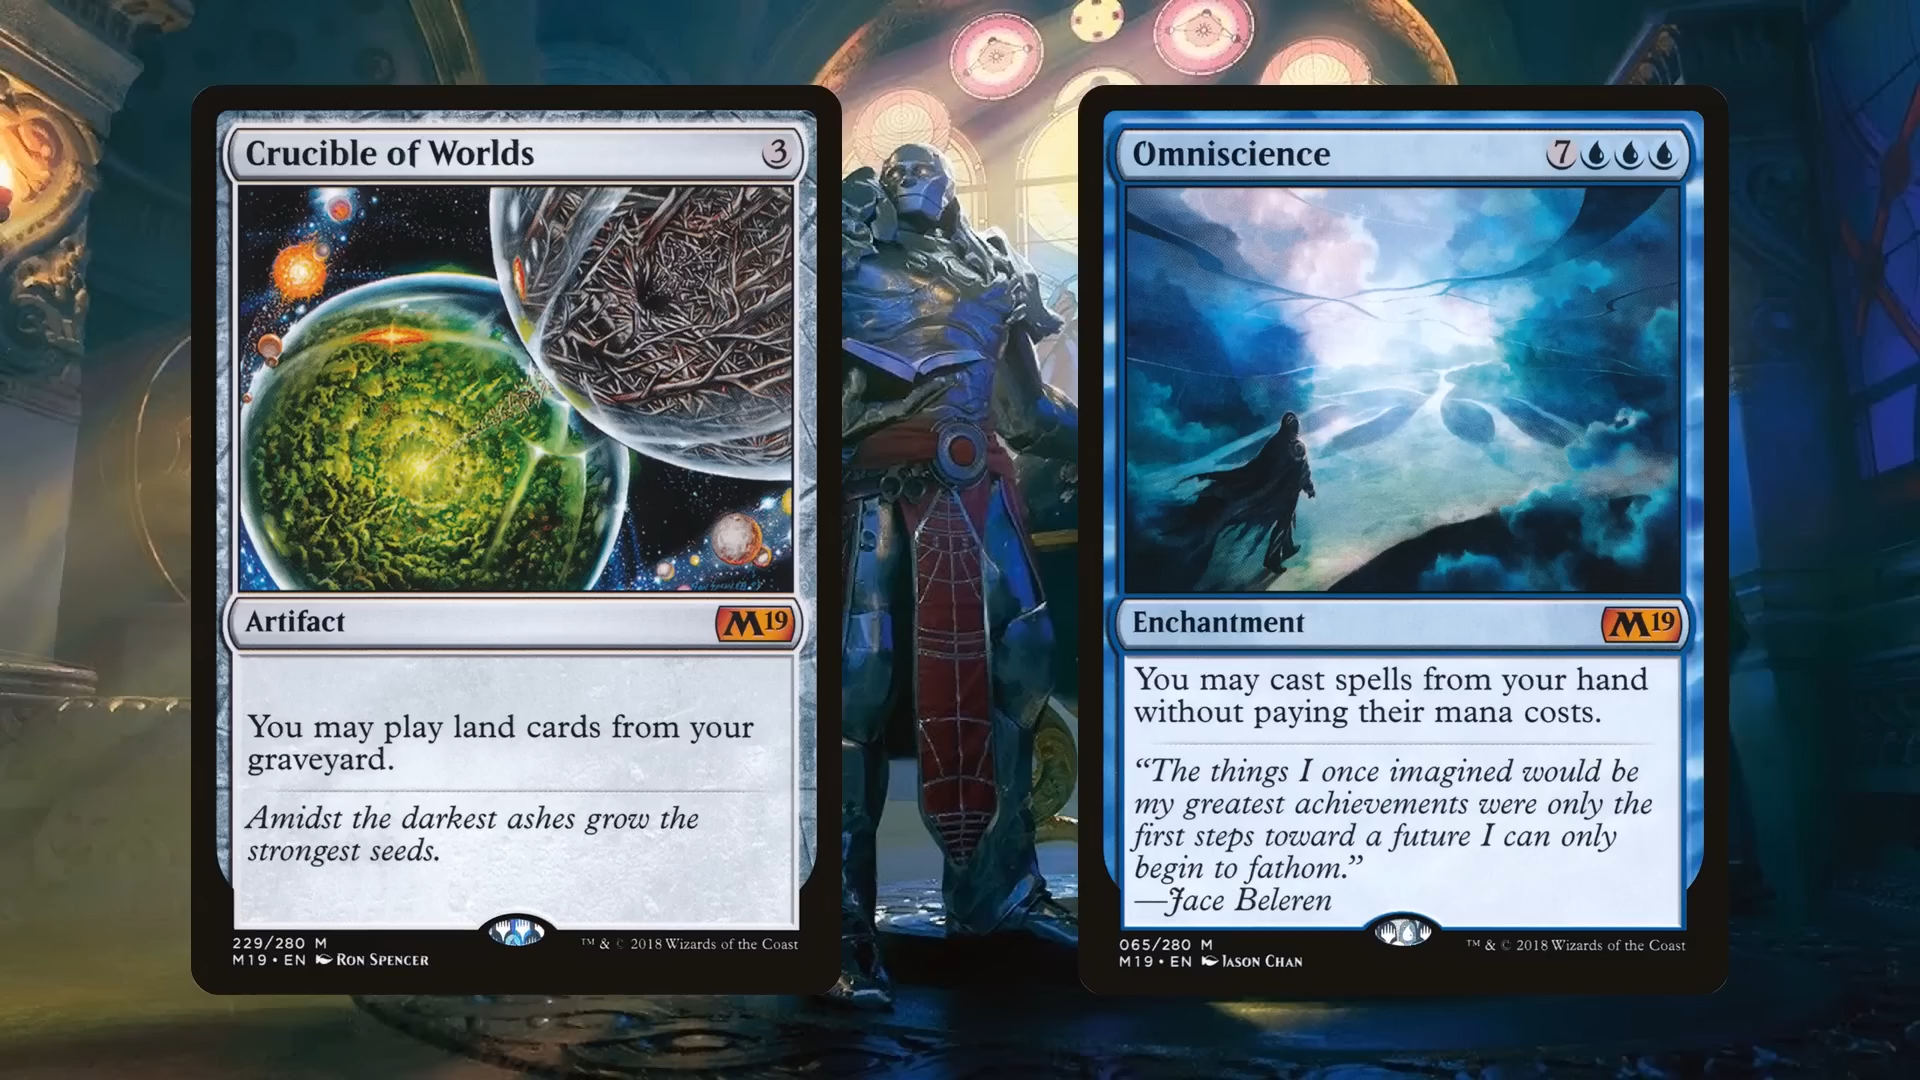 Crucible of Worlds 3
Artifact M19
You may play land cards from your
graveyard.
Amidst the darkest ashes grow the
strongest seeds.
229/280 M
M19 • EN Ron Spencer
™ & © 2018 Wizards of the Coast
Omniscience 7
Enchantment M19
You may cast spells from your hand
without paying their mana costs.
“The things I once imagined would be
my greatest achievements were only the
first steps toward a future I can only
begin to fathom.”
—Jace Beleren
065/280 M
M19 • EN Jason Chan
™ & © 2018 Wizards of the Coast